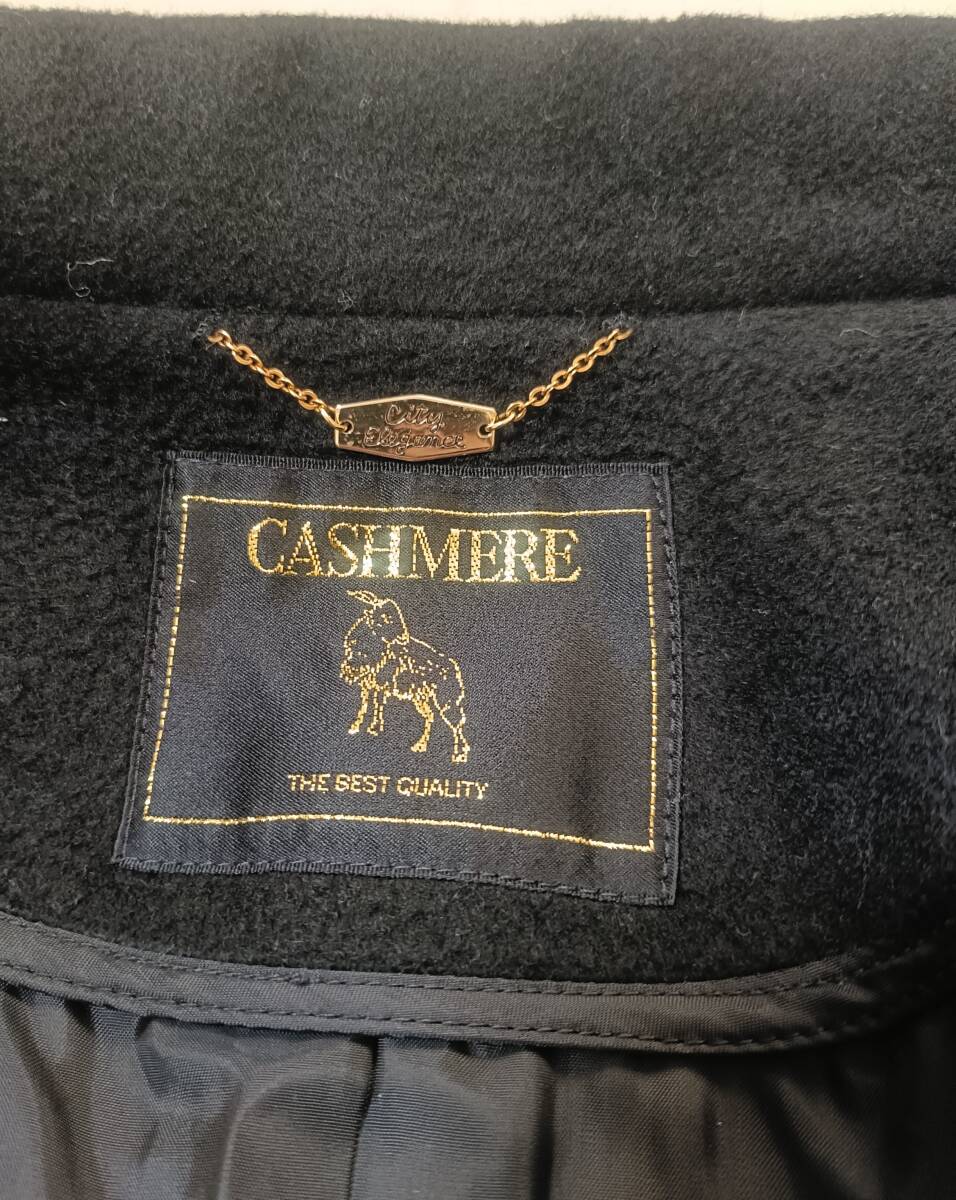 City
Elegance
CASHMERE
THE BEST QUALITY